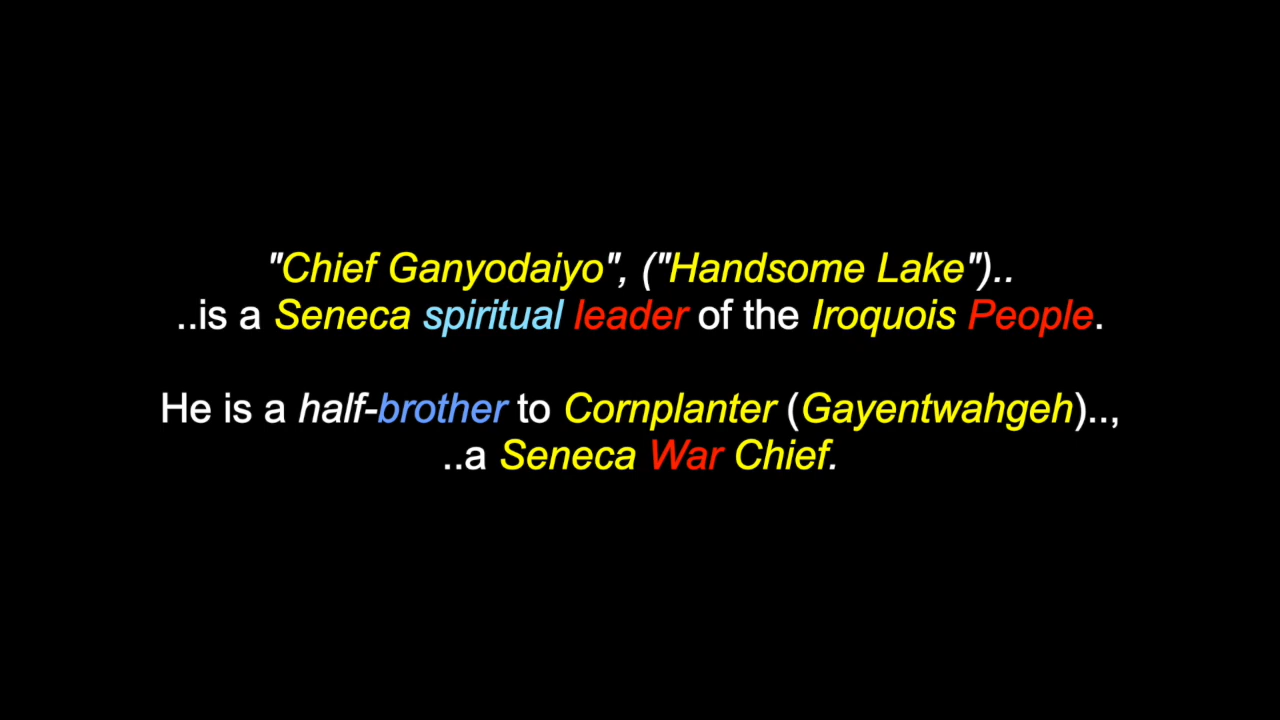 "Chief Ganyodaiyo", ("Handsome Lake")..
..is a Seneca spiritual leader of the Iroquois People.
He is a half-brother to Cornplanter (Gayentwahgeh)..,
..a Seneca War Chief.